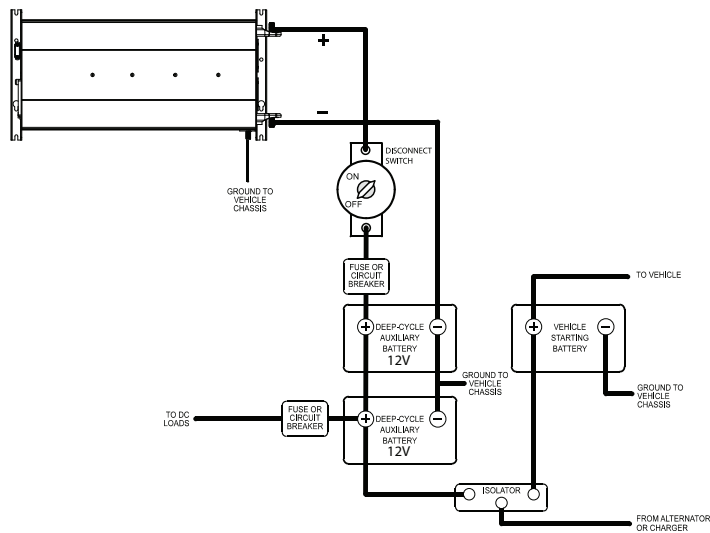 +
−
DISCONNECT
SWITCH
ON
OFF
GROUND TO
VEHICLE
CHASSIS
FUSE OR
CIRCUIT
BREAKER
TO VEHICLE
+
DEEP-CYCLE
AUXILIARY
BATTERY
12V
−
+
VEHICLE
STARTING
BATTERY
−
GROUND TO
VEHICLE
CHASSIS
GROUND TO
VEHICLE
CHASSIS
TO DC
LOADS
FUSE OR
CIRCUIT
BREAKER
+
DEEP-CYCLE
AUXILIARY
BATTERY
12V
−
ISOLATOR
FROM ALTERNATOR
OR CHARGER